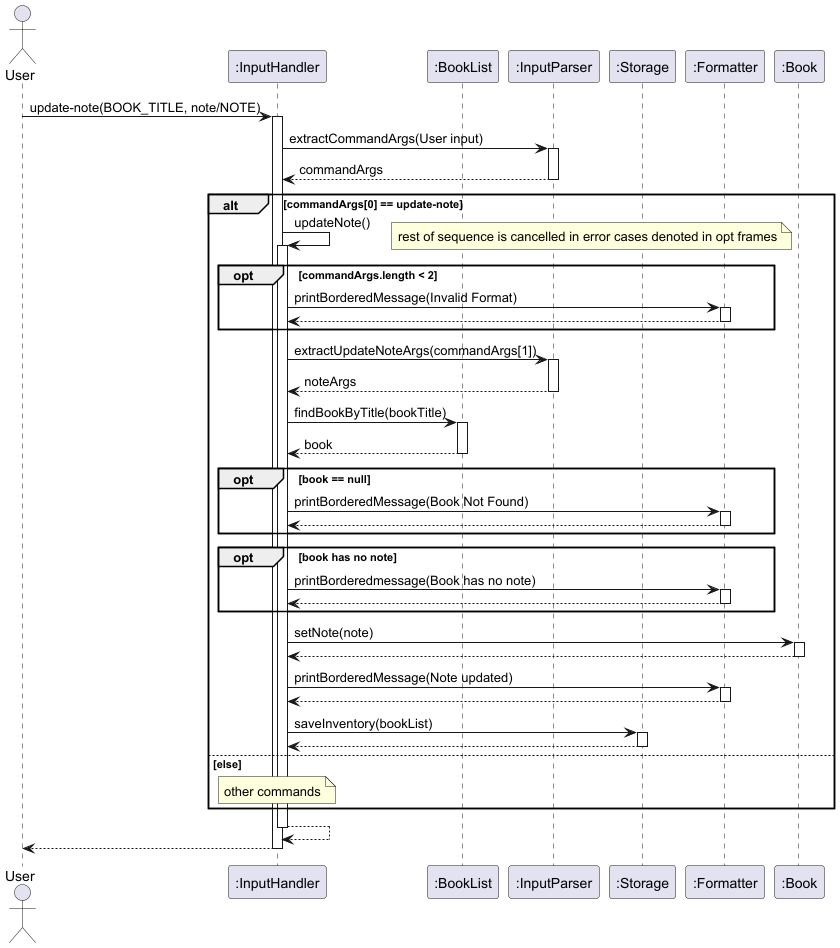 User
:InputHandler
:BookList
:InputParser
:Storage
:Formatter
:Book
update-note(BOOK_TITLE, note/NOTE)
extractCommandArgs(User input)
commandArgs
alt
[commandArgs[0] == update-note]
updateNote()
rest of sequence is cancelled in error cases denoted in opt frames
opt
[commandArgs.length < 2]
printBorderedMessage(Invalid Format)
extractUpdateNoteArgs(commandArgs[1])
noteArgs
findBookByTitle(bookTitle)
book
opt
[book == null]
printBorderedMessage(Book Not Found)
opt
[book has no note]
printBorderedmessage(Book has no note)
setNote(note)
printBorderedMessage(Note updated)
saveInventory(bookList)
[else]
other commands
User
:InputHandler
:BookList
:InputParser
:Storage
:Formatter
:Book